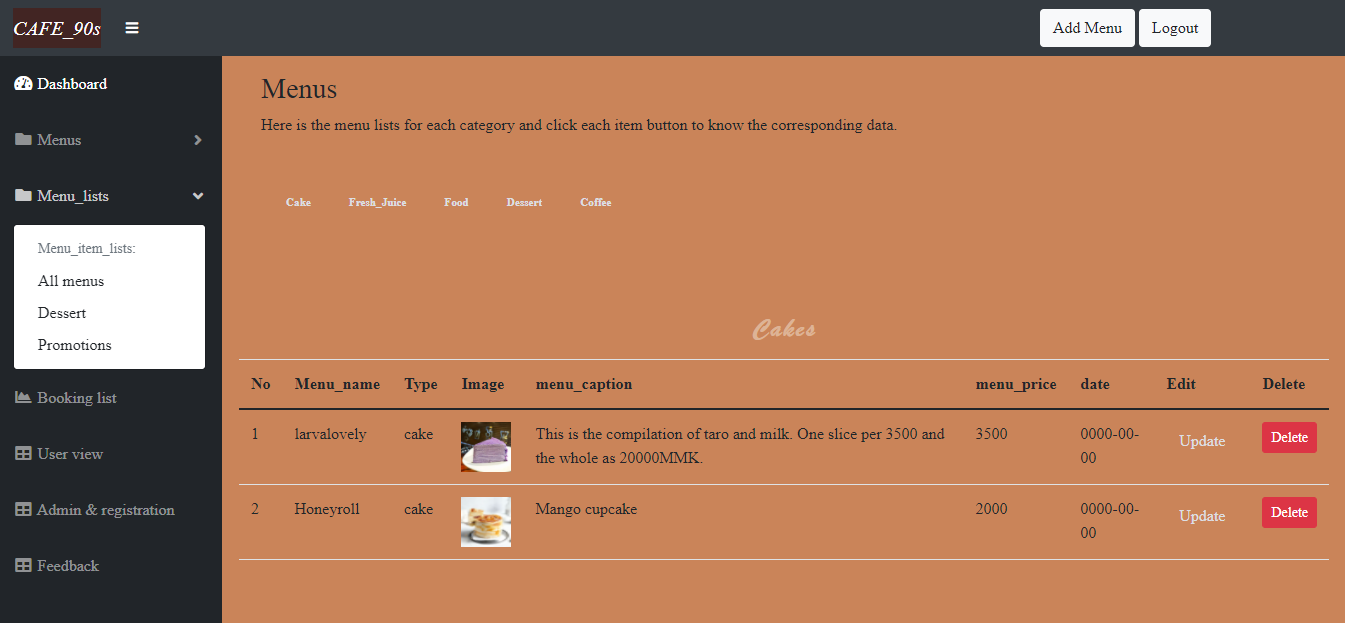 CAFE_90s
Add Menu Logout
Dashboard
Menus
Menu_lists
Menu_item_lists:
All menus
Dessert
Promotions
Booking list
User view
Admin & registration
Feedback
Menus
Here is the menu lists for each category and click each item button to know the corresponding data.
Cake Fresh_Juice Food Dessert Coffee
Cakes
No Menu_name Type Image menu_caption menu_price date Edit Delete
1 larvalovely cake This is the compilation of taro and milk. One slice per 3500 and 3500 0000-00- Update Delete
the whole as 20000MMK. 00
2 Honeyroll cake Mango cupcake 2000 0000-00- Update Delete
00